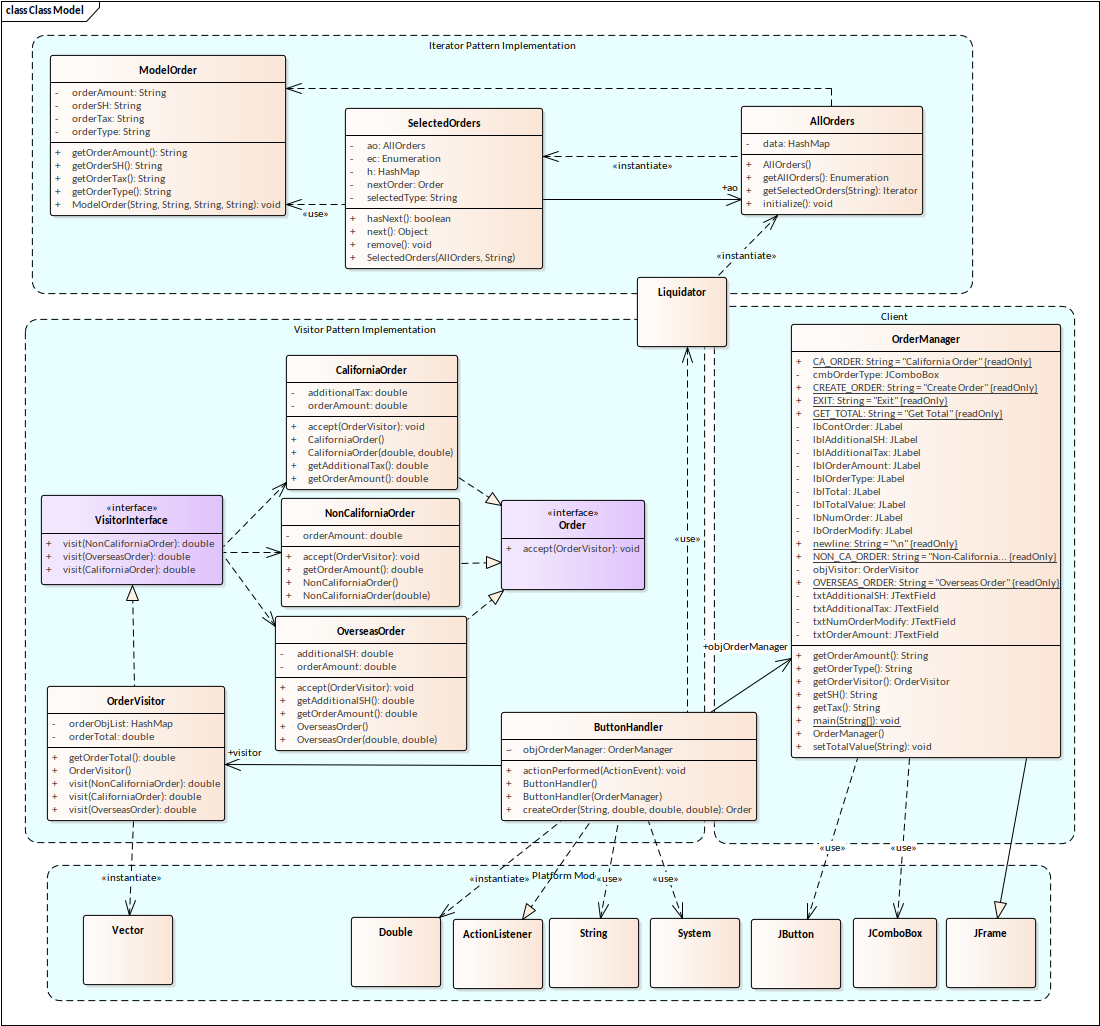 class Class Model
Iterator Pattern Implementation
ModelOrder
- orderAmount: String
- orderSH: String
- orderTax: String
- orderType: String
+ getOrderAmount(): String
+ getOrderSH(): String
+ getOrderTax(): String
+ getOrderType(): String
+ ModelOrder(String, String, String, String): void
SelectedOrders
- ao: AllOrders
- ec: Enumeration
- h: HashMap
- nextOrder: Order
- selectedType: String
+ hasNext(): boolean
+ next(): Object
+ remove(): void
+ SelectedOrders(AllOrders, String)
AllOrders
- data: HashMap
+ AllOrders()
+ getAllOrders(): Enumeration
+ getSelectedOrders(String): Iterator
+ initialize(): void
«instantiate»
+ao
«use»
«instantiate»
Liquidator
Visitor Pattern Implementation
CaliforniaOrder
- additionalTax: double
- orderAmount: double
+ accept(OrderVisitor): void
+ CaliforniaOrder()
+ CaliforniaOrder(double, double)
+ getAdditionalTax(): double
+ getOrderAmount(): double
«interface»
VisitorInterface
+ visit(NonCaliforniaOrder): double
+ visit(OverseasOrder): double
+ visit(CaliforniaOrder): double
NonCaliforniaOrder
- orderAmount: double
+ accept(OrderVisitor): void
+ getOrderAmount(): double
+ NonCaliforniaOrder()
+ NonCaliforniaOrder(double)
«interface»
Order
+ accept(OrderVisitor): void
OverseasOrder
- additionalSH: double
- orderAmount: double
+ accept(OrderVisitor): void
+ getAdditionalSH(): double
+ getOrderAmount(): double
+ OverseasOrder()
+ OverseasOrder(double, double)
OrderVisitor
- orderObjList: HashMap
- orderTotal: double
+ getOrderTotal(): double
+ OrderVisitor()
+ visit(NonCaliforniaOrder): double
+ visit(CaliforniaOrder): double
+ visit(OverseasOrder): double
+visitor
«use»
+objOrderManager
ButtonHandler
~ objOrderManager: OrderManager
+ actionPerformed(ActionEvent): void
+ ButtonHandler()
+ ButtonHandler(OrderManager)
+ createOrder(String, double, double, double): Order
Client
OrderManager
+ CA_ORDER: String = "California Order" {readOnly}
- cmbOrderType: JComboBox
+ CREATE_ORDER: String = "Create Order" {readOnly}
+ EXIT: String = "Exit" {readOnly}
+ GET_TOTAL: String = "Get Total" {readOnly}
- lbContOrder: JLabel
- lblAdditionalSH: JLabel
- lblAdditionalTax: JLabel
- lblOrderAmount: JLabel
- lblOrderType: JLabel
- lblTotal: JLabel
- lblTotalValue: JLabel
- lbNumOrder: JLabel
- lbOrderModify: JLabel
+ newline: String = "\n" {readOnly}
+ NON_CA_ORDER: String = "Non-California... {readOnly}
- objVisitor: OrderVisitor
+ OVERSEAS_ORDER: String = "Overseas Order" {readOnly}
- txtAdditionalSH: JTextField
- txtAdditionalTax: JTextField
- txtNumOrderModify: JTextField
- txtOrderAmount: JTextField
+ getOrderAmount(): String
+ getOrderType(): String
+ getOrderVisitor(): OrderVisitor
+ getSH(): String
+ getTax(): String
+ main(String[]): void
+ OrderManager()
+ setTotalValue(String): void
«use»
«use»
Platform Mod
«instantiate»
«instantiate»
«use»
«use»
Vector
Double
ActionListener
String
System
JButton
JComboBox
JFrame